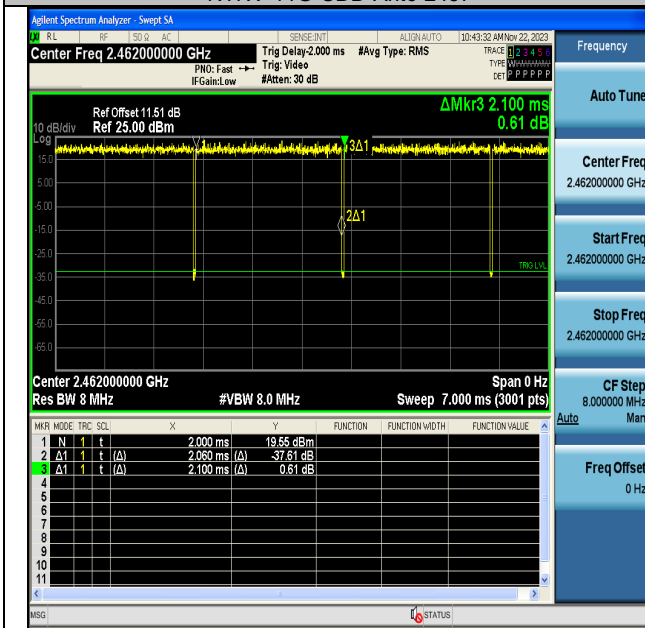 Agilent Spectrum Analyzer - Swept SA
LXI RL RF 50 Ω AC SENSE:INT ALIGN AUTO 10:43:32 AM Nov 22, 2023
Center Freq 2.462000000 GHz Trig Delay-2.000 ms #Avg Type: RMS TRACE 1 2 3 4 5 6
PNO: Fast Trig: Video TYPE
IFGain:Low #Atten: 30 dB DET P P P P P P
Frequency
Auto Tune
Center Freq
2.462000000 GHz
Start Freq
2.462000000 GHz
Stop Freq
2.462000000 GHz
CF Step
8.000000 MHz
Auto Man
Freq Offset
0 Hz
ΔMkr3 2.100 ms
0.61 dB
Ref Offset 11.51 dB
10 dB/div Ref 25.00 dBm
Log
15.0
5.00
-5.00
-15.0
-25.0
-35.0
-45.0
-55.0
-65.0
1
3Δ1
2Δ1
TRIG LVL
Center 2.462000000 GHz Span 0 Hz
Res BW 8 MHz #VBW 8.0 MHz Sweep 7.000 ms (3001 pts)
MKR MODE TRC SCL X Y FUNCTION FUNCTION WIDTH FUNCTION VALUE
1 N 1 t 2.000 ms 19.55 dBm
2 Δ1 1 t (Δ) 2.060 ms (Δ) -37.61 dB
3 Δ1 1 t (Δ) 2.100 ms (Δ) 0.61 dB
4
5
6
7
8
9
10
11
MSG STATUS